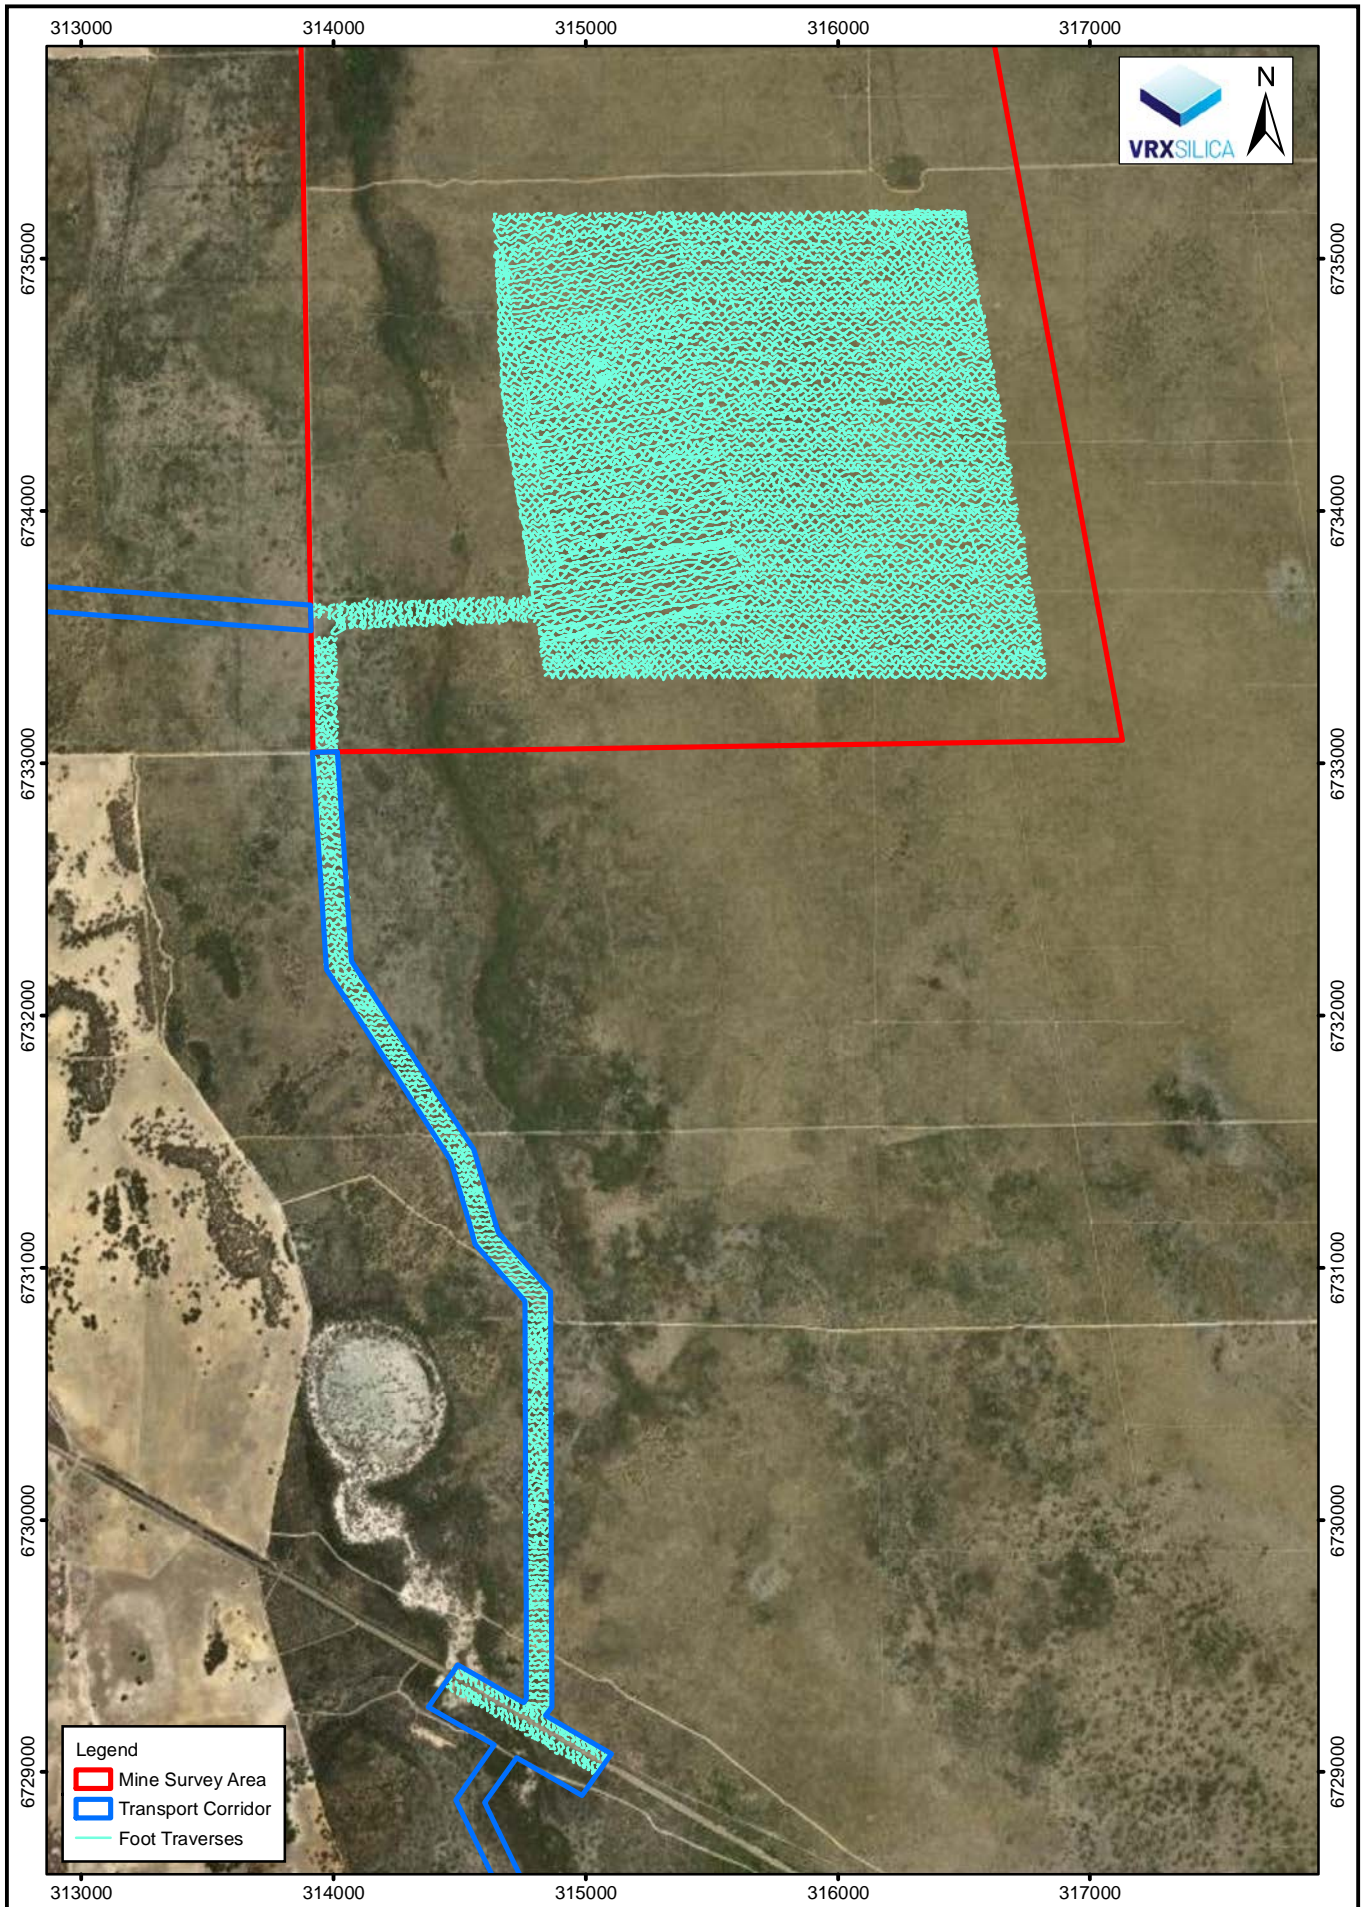 313000 314000 315000 316000 317000
N
VRXSILICA
6735000 6735000
6734000 6734000
6733000 6733000
6732000 6732000
6731000 6731000
6730000 6730000
6729000 6729000
Legend
Mine Survey Area
Transport Corridor
Foot Traverses
313000 314000 315000 316000 317000